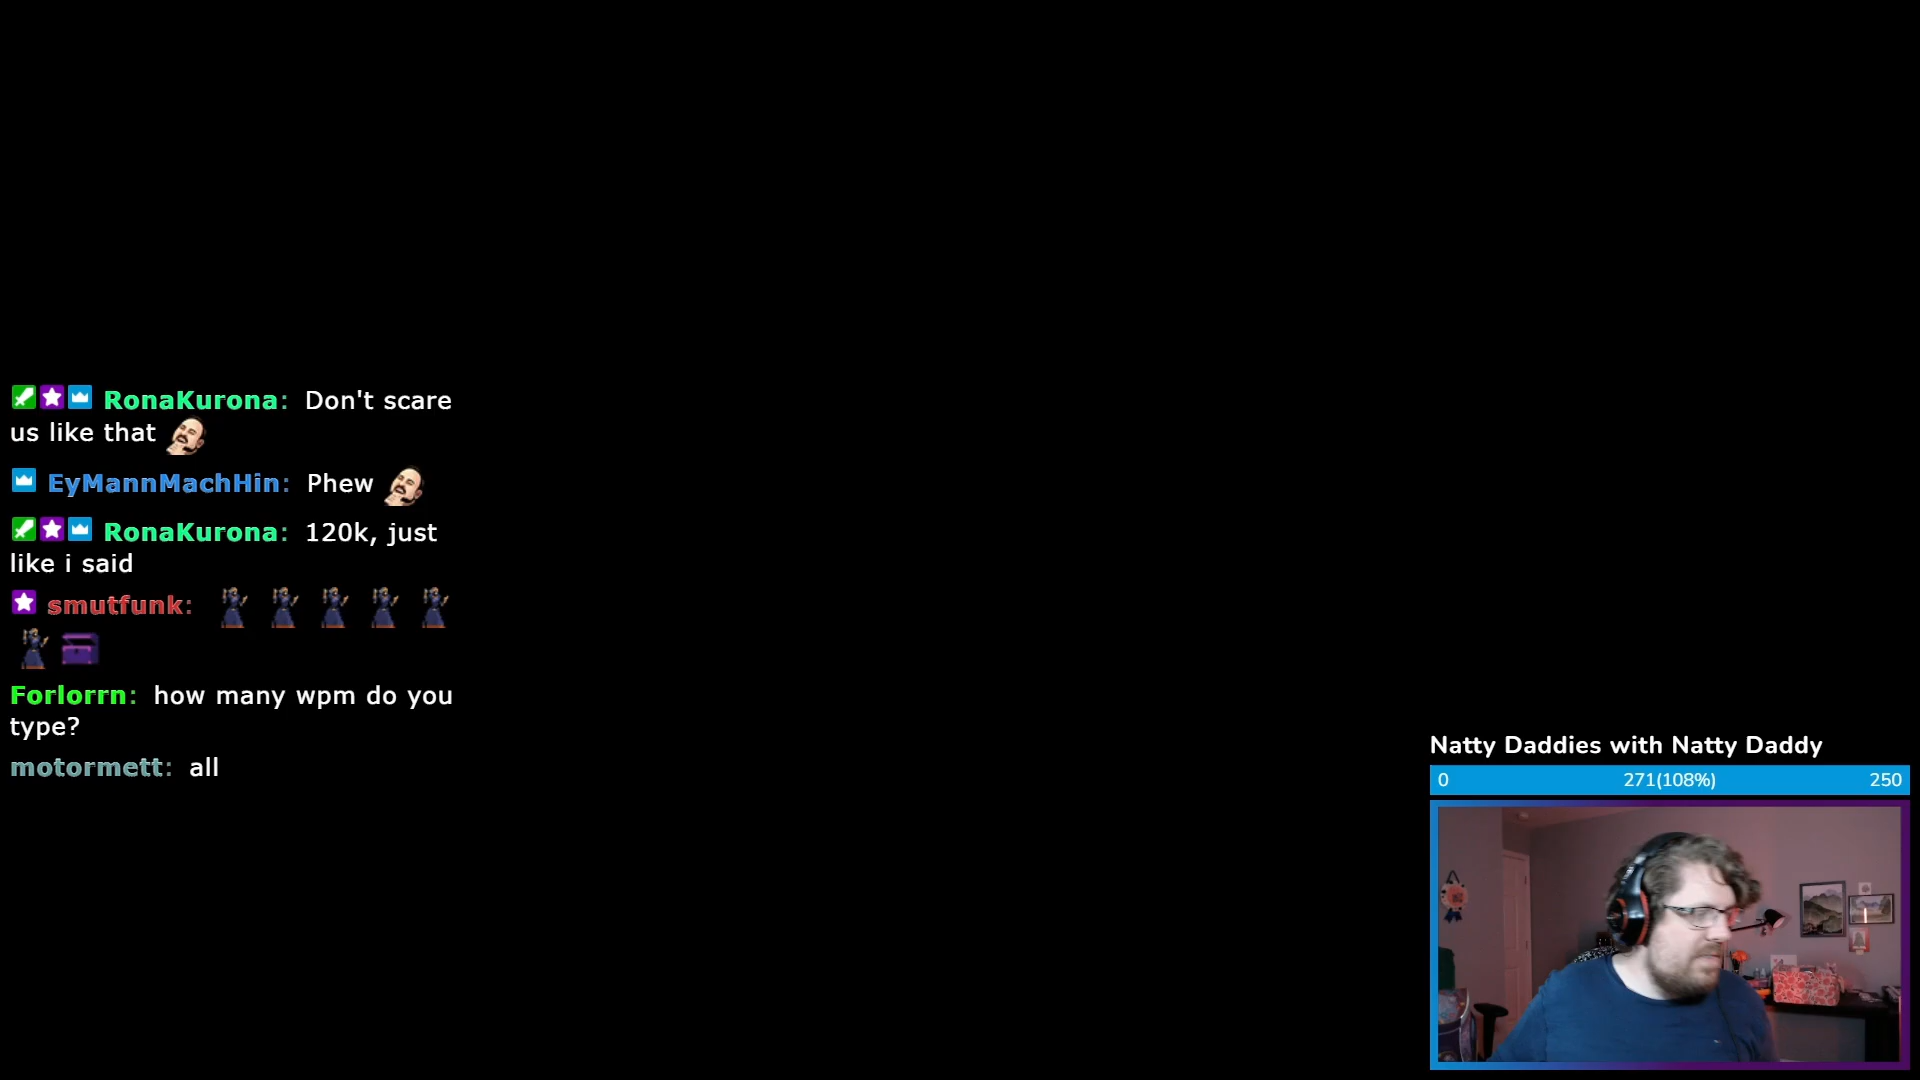 RonaKurona: Don't scare
us like that
EyMannMachHin: Phew
RonaKurona: 120k, just
like i said
smutfunk:
Forlorrn: how many wpm do you
type?
motormett: all
Natty Daddies with Natty Daddy
0 271(108%) 250